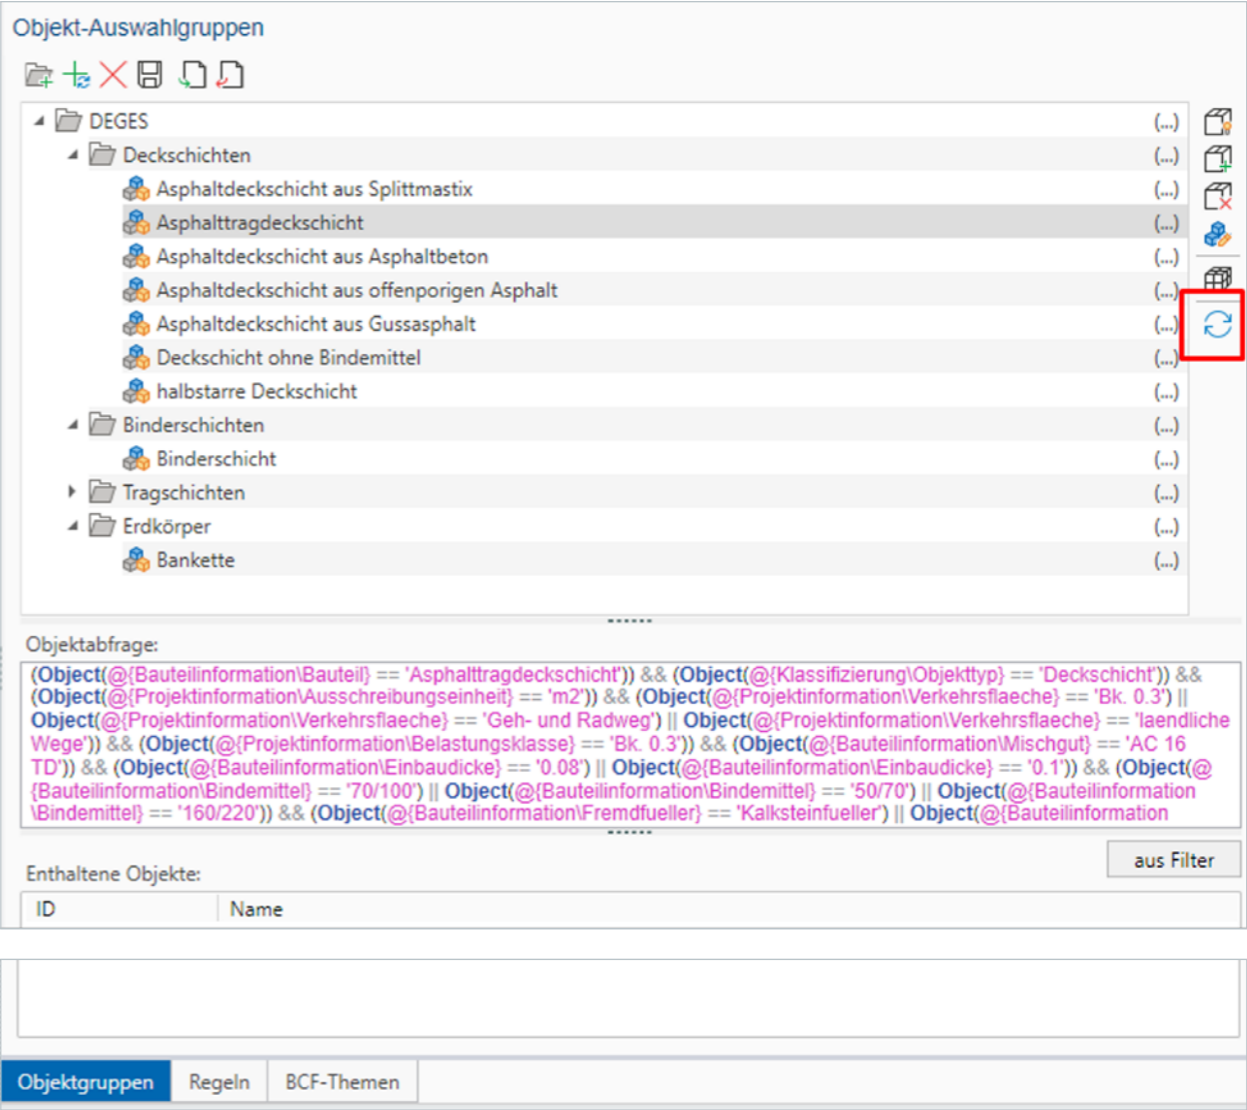 Objekt-Auswahlgruppen
DEGES (...)
Deckschichten (...)
Asphaltdeckschicht aus Splittmastix (...)
Asphalttragdeckschicht (...)
Asphaltdeckschicht aus Asphaltbeton (...)
Asphaltdeckschicht aus offenporigen Asphalt (...)
Asphaltdeckschicht aus Gussasphalt (...)
Deckschicht ohne Bindemittel (...)
halbstarre Deckschicht (...)
Binderschichten (...)
Binderschicht (...)
Tragschichten (...)
Erdkörper (...)
Bankette (...)
Objektabfrage:
(Object(@{Bauteilinformation\Bauteil} == 'Asphalttragdeckschicht')) && (Object(@{Klassifizierung\Objekttyp} == 'Deckschicht')) &&
(Object(@{Projektinformation\Ausschreibungseinheit} == 'm2')) && (Object(@{Projektinformation\Verkehrsflaeche} == 'Bk. 0.3') ||
Object(@{Projektinformation\Verkehrsflaeche} == 'Geh- und Radweg') || Object(@{Projektinformation\Verkehrsflaeche} == 'laendliche
Wege')) && (Object(@{Projektinformation\Belastungsklasse} == 'Bk. 0.3')) && (Object(@{Bauteilinformation\Mischgut} == 'AC 16
TD')) && (Object(@{Bauteilinformation\Einbaudicke} == '0.08') || Object(@{Bauteilinformation\Einbaudicke} == '0.1')) && (Object(@
{Bauteilinformation\Bindemittel} == '70/100') || Object(@{Bauteilinformation\Bindemittel} == '50/70') || Object(@{Bauteilinformation
\Bindemittel} == '160/220')) && (Object(@{Bauteilinformation\Fremdfueller} == 'Kalksteinfueller') || Object(@{Bauteilinformation
aus Filter
Enthaltene Objekte:
ID Name
Objektgruppen Regeln BCF-Themen